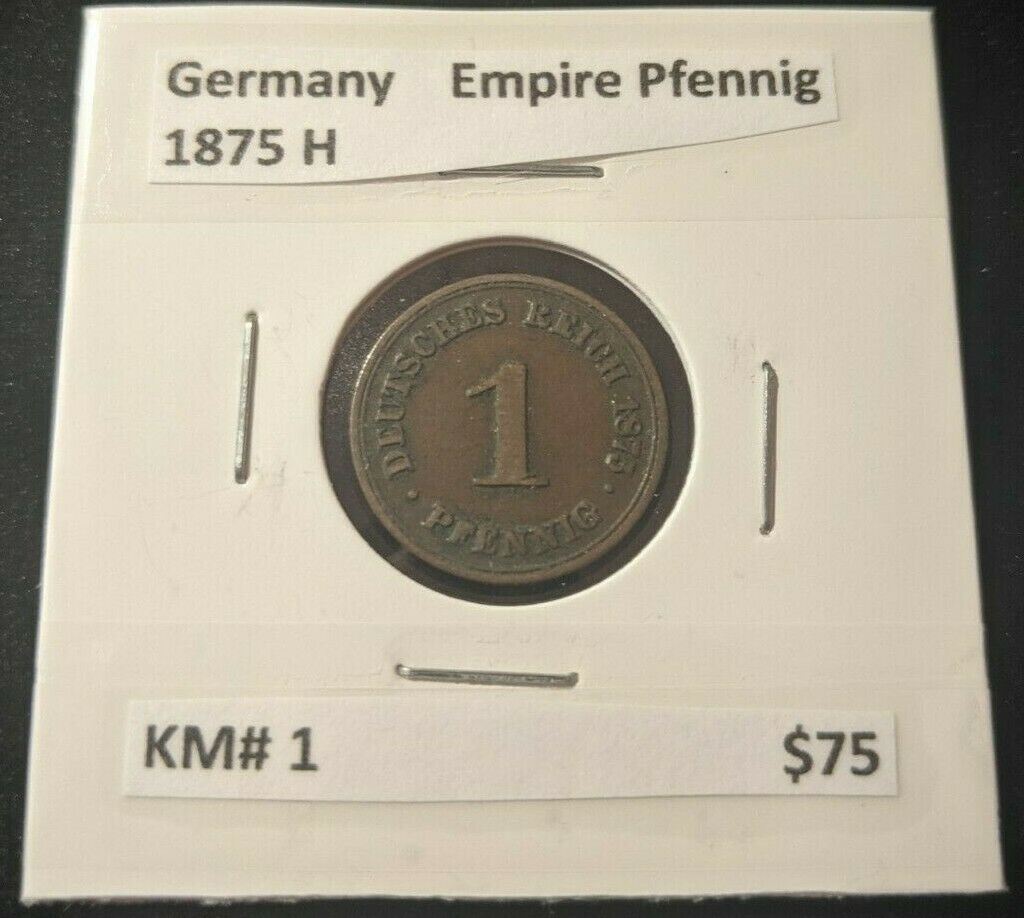 Germany Empire Pfennig
1875 H
DEUTSCHES REICH 1875
1
· PFENNIG ·
KM# 1 $75